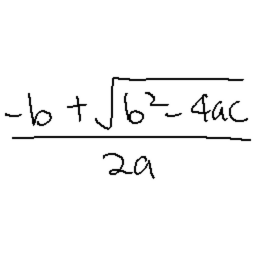 -b + √(b² - 4ac)
2a